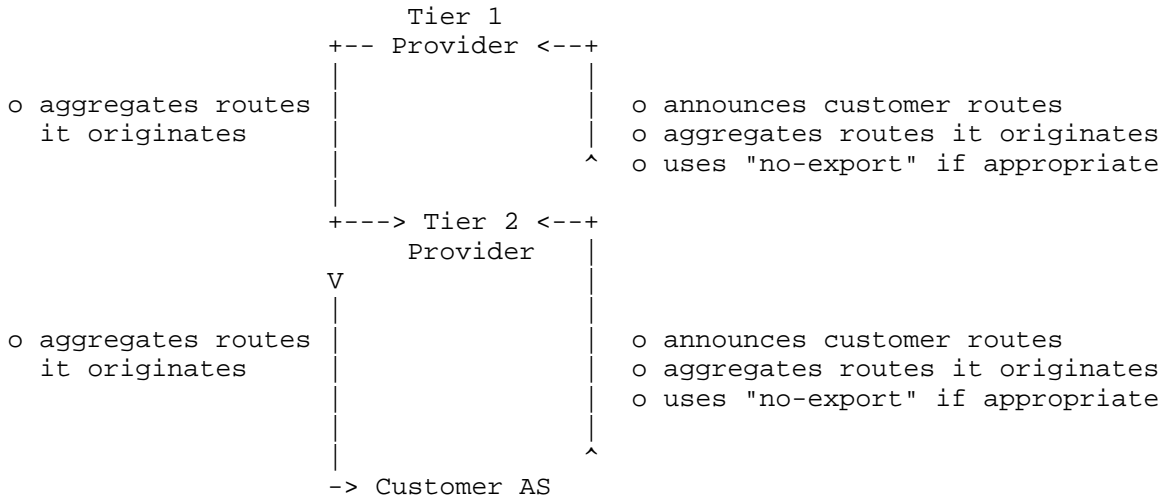 Tier 1
+-- Provider <--+
|               |
o aggregates routes |               | o announces customer routes
it originates |               | o aggregates routes it originates
|               ^ o uses "no-export" if appropriate
|
+---> Tier 2 <--+
Provider |
V               |
|               |
o aggregates routes |               | o announces customer routes
it originates |               | o aggregates routes it originates
|               | o uses "no-export" if appropriate
|               |
|               ^
-> Customer AS